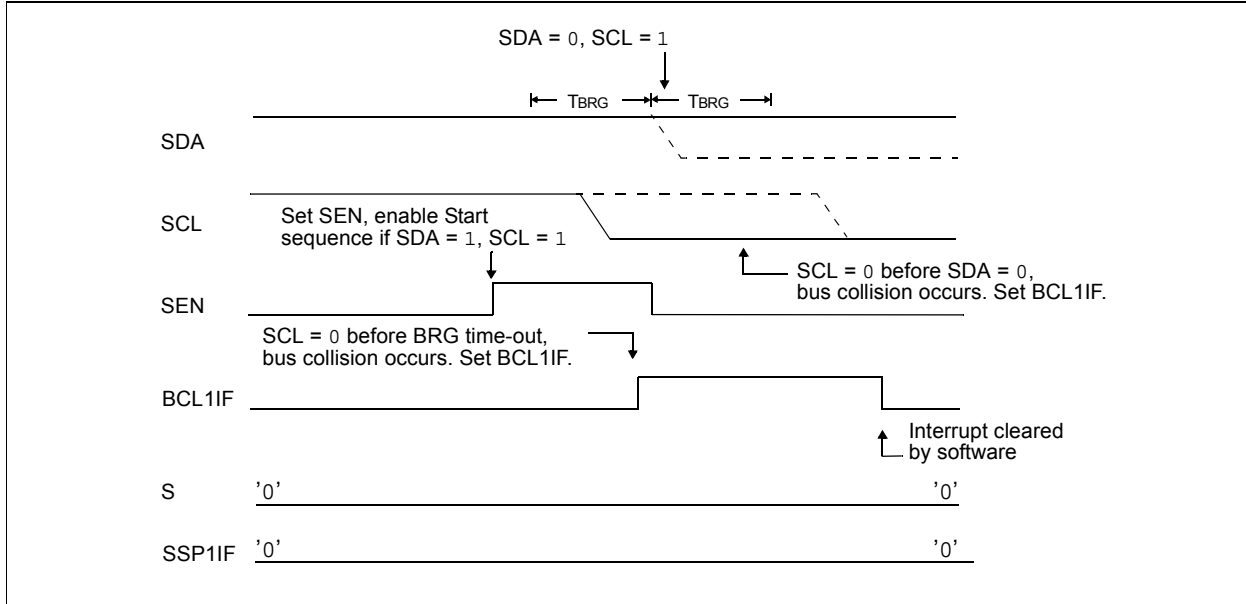 SDA = 0, SCL = 1
TBRG TBRG
SDA
SCL
Set SEN, enable Start
sequence if SDA = 1, SCL = 1
SCL = 0 before SDA = 0,
bus collision occurs. Set BCL1IF.
SEN
SCL = 0 before BRG time-out,
bus collision occurs. Set BCL1IF.
BCL1IF
Interrupt cleared
by software
S '0' '0'
SSP1IF '0' '0'